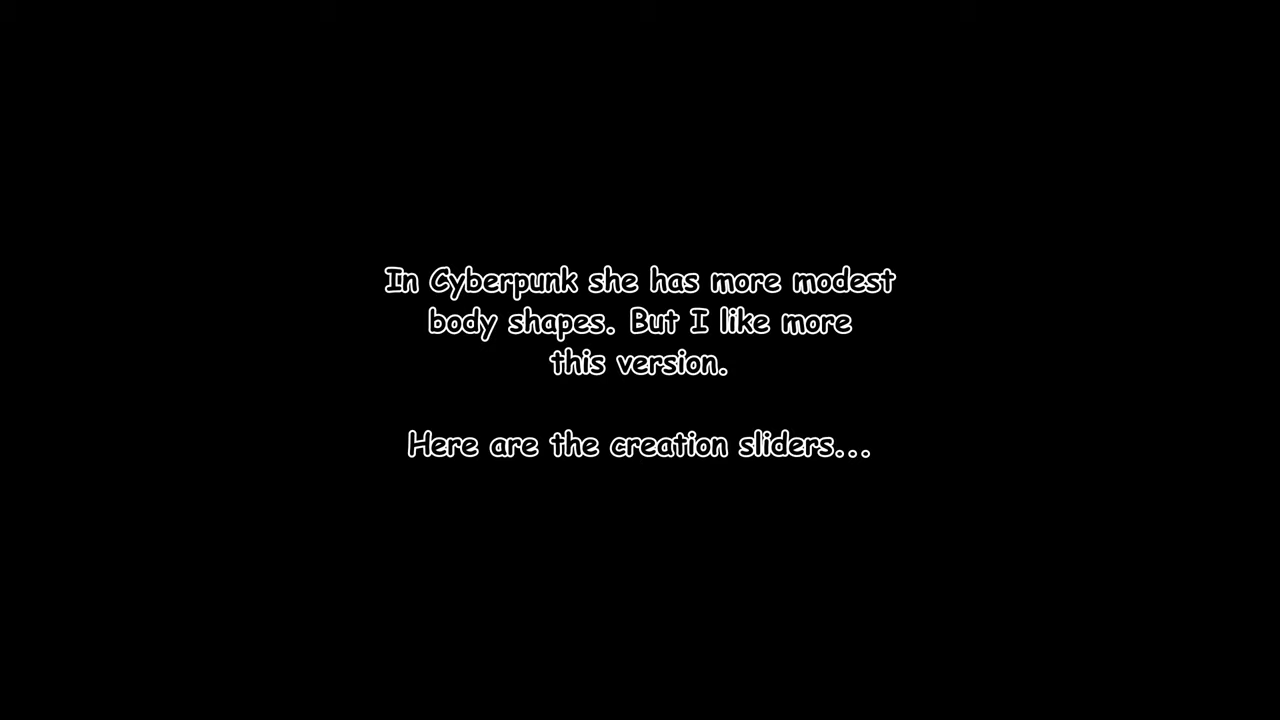 In Cyberpunk she has more modest
body shapes. But I like more
this version.
Here are the creation sliders...